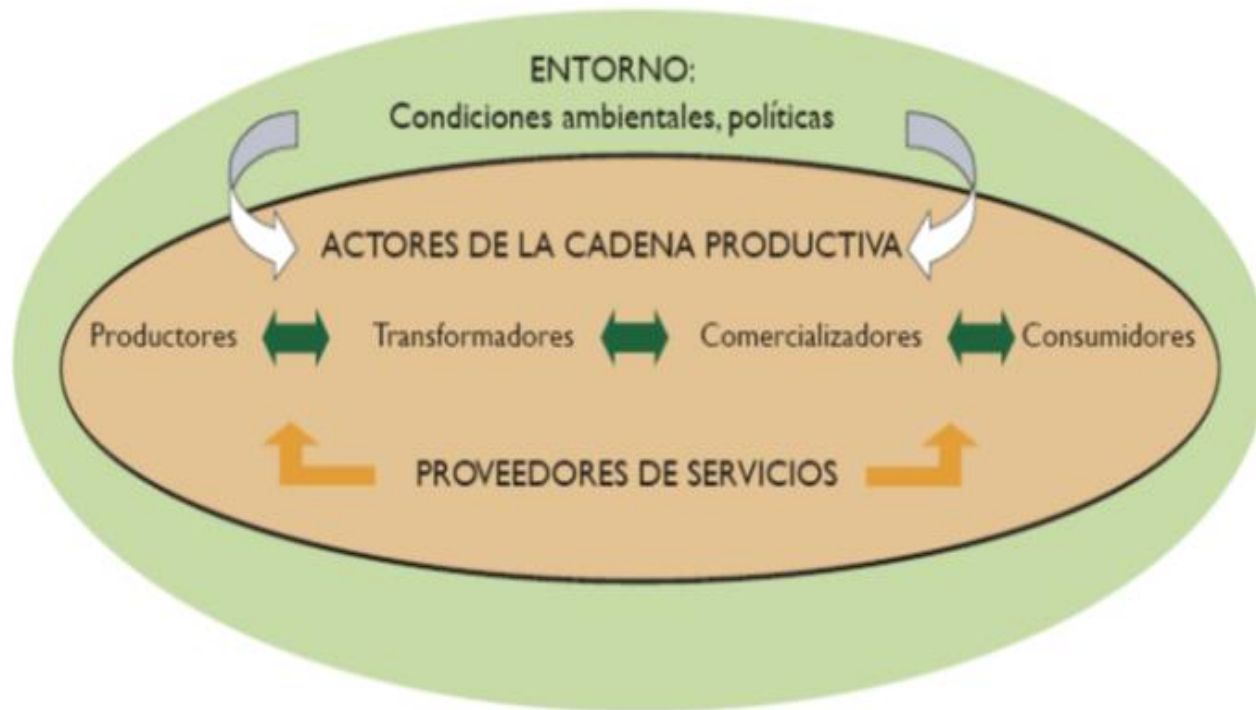 ENTORNO:
Condiciones ambientales, políticas
ACTORES DE LA CADENA PRODUCTIVA
Productores
Transformadores
Comercializadores
Consumidores
PROVEEDORES DE SERVICIOS